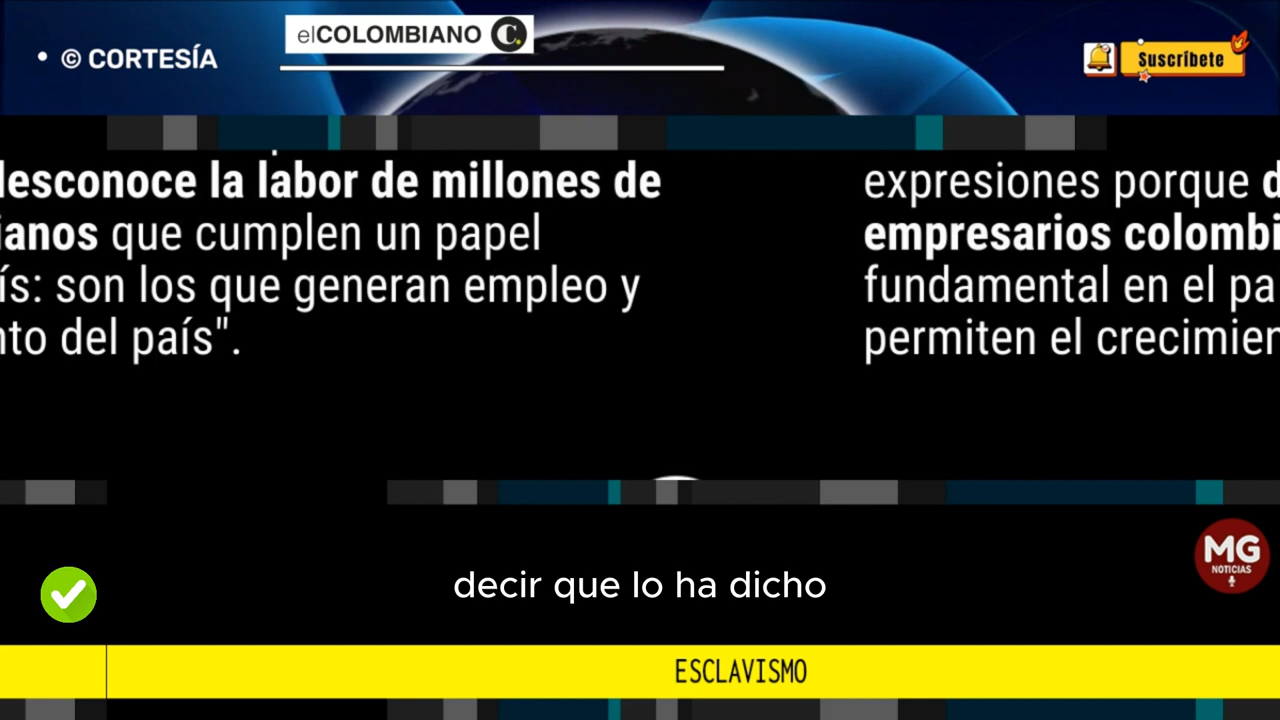 • © CORTESÍA
elCOLOMBIANO C
Suscríbete
desconoce la labor de millones de
ianos que cumplen un papel
ís: son los que generan empleo y
nto del país".
expresiones porque d
empresarios colombi
fundamental en el pa
permiten el crecimien
decir que lo ha dicho
MG
NOTICIAS
ESCLAVISMO